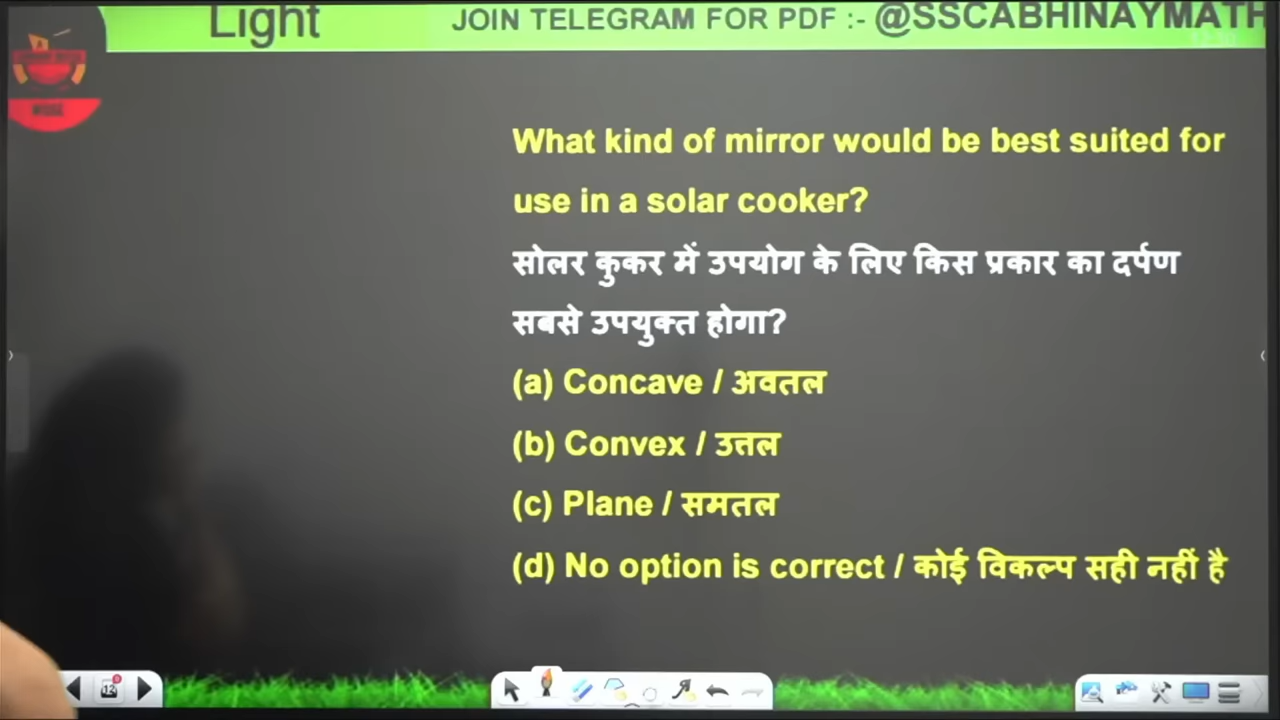 Light
JOIN TELEGRAM FOR PDF :- @SSCABHINAYMATH
What kind of mirror would be best suited for
use in a solar cooker?
सोलर कुकर में उपयोग के लिए किस प्रकार का दर्पण
सबसे उपयुक्त होगा?
(a) Concave / अवतल
(b) Convex / उत्तल
(c) Plane / समतल
(d) No option is correct / कोई विकल्प सही नहीं है
12